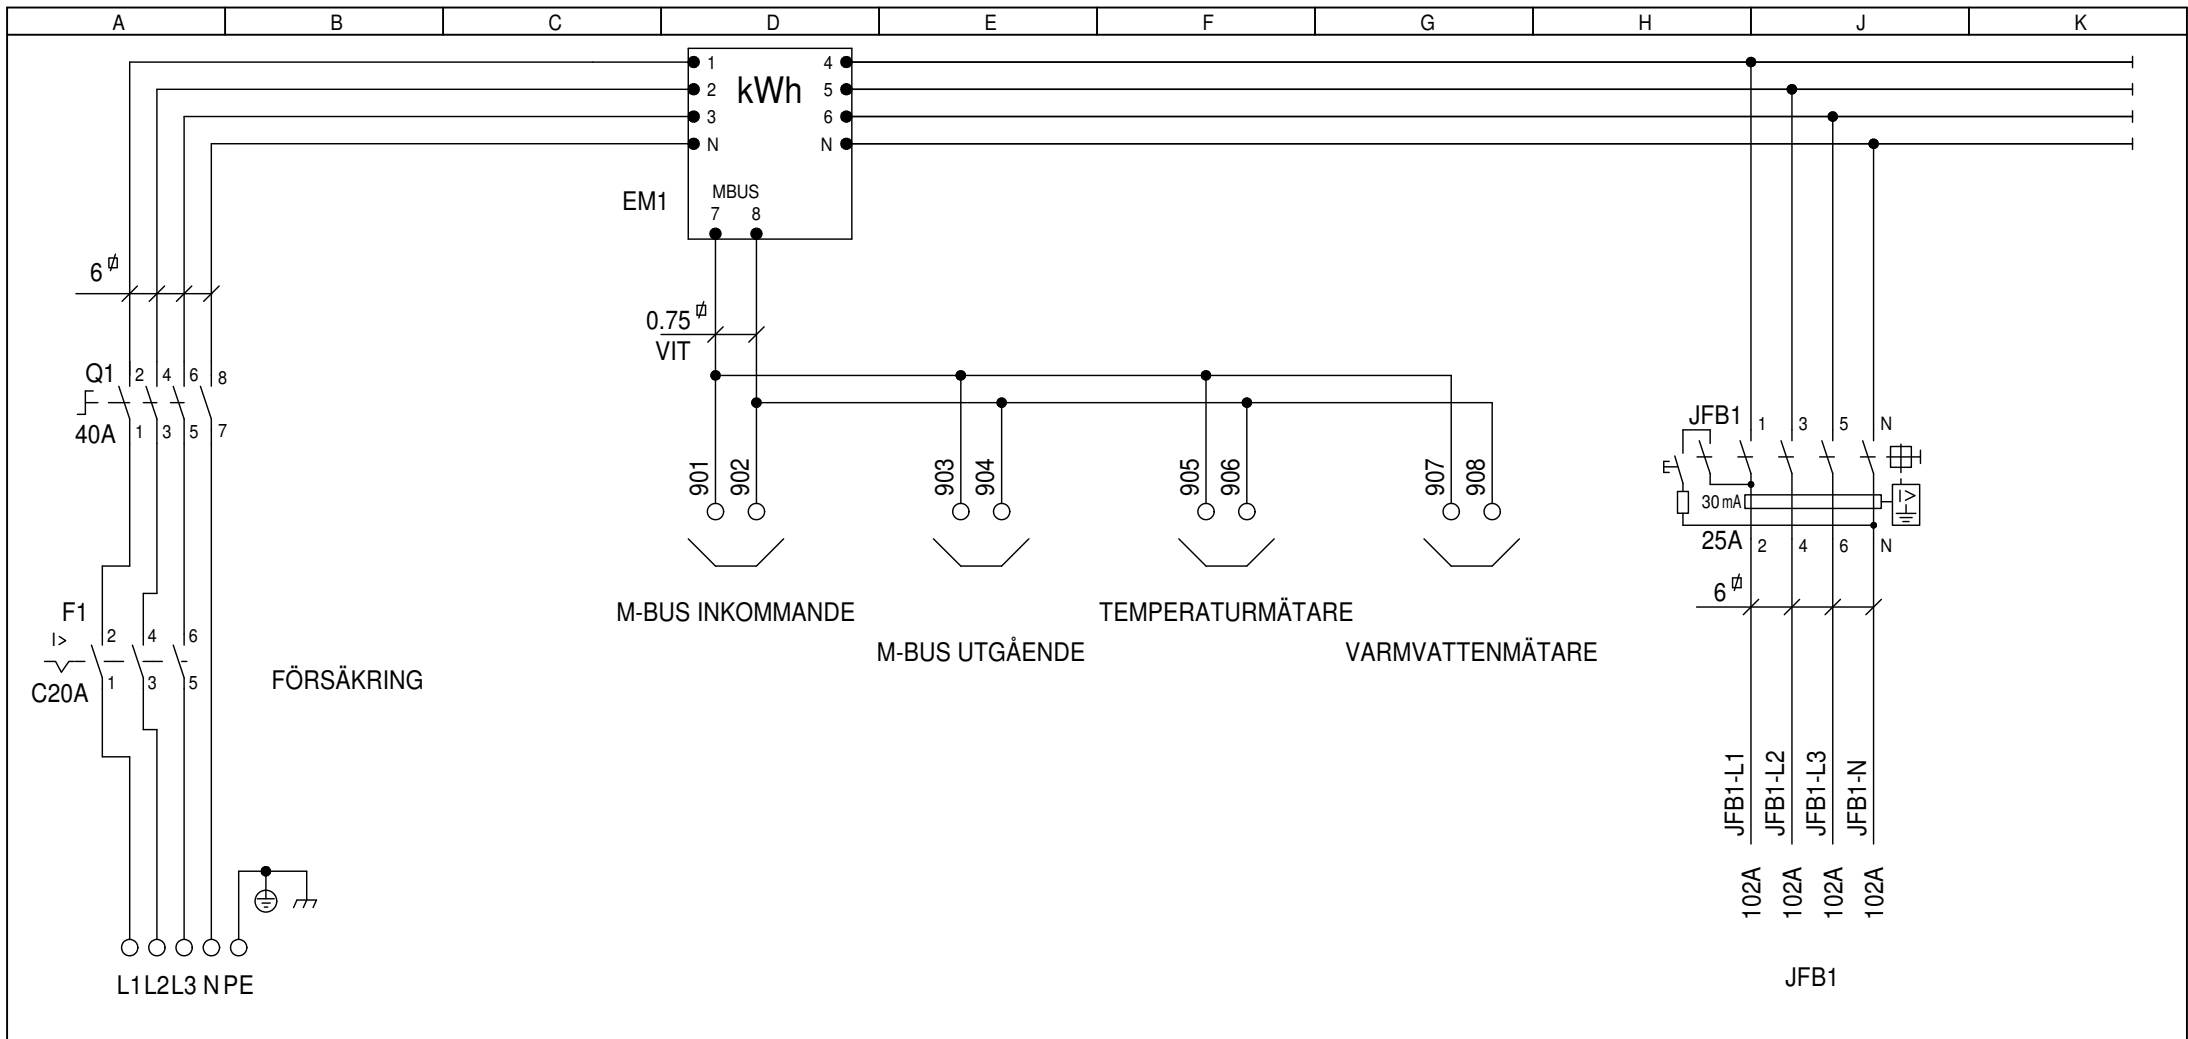 A B C D E F G H J K
1 4
2 kWh 5
3 6
N N
MBUS
EM1 7 8
6
0.75
VIT
Q1 2 4 6 8
40A 1 3 5 7
JFB1 1 3 5 N
901 902 903 904 905 906 907 908
30 mA I>
25A 2 4 6 N
6
M-BUS INKOMMANDE TEMPERATURMÄTARE
M-BUS UTGÅENDE VARMVATTENMÄTARE
F1
I> 2 4 6
C20A 1 3 5
FÖRSÄKRING
JFB1-L1 JFB1-L2 JFB1-L3 JFB1-N
102A 102A 102A 102A
L1 L2 L3 N PE
JFB1